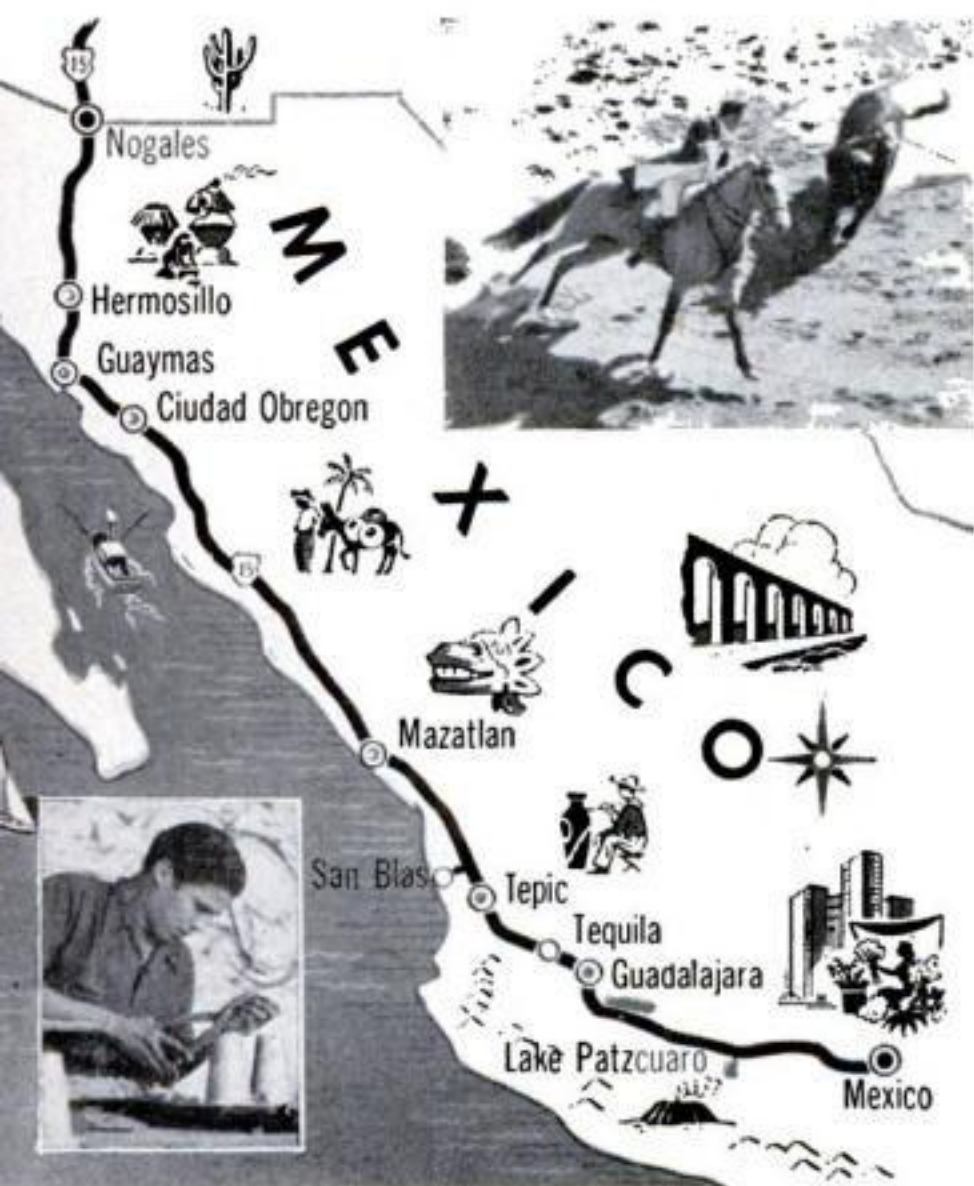 15
Nogales
M
Hermosillo
E
Guaymas
Ciudad Obregon
X
15
I
C
Mazatlan
O
San Blas
Tepic
Tequila
Guadalajara
Lake Patzcuaro
Mexico